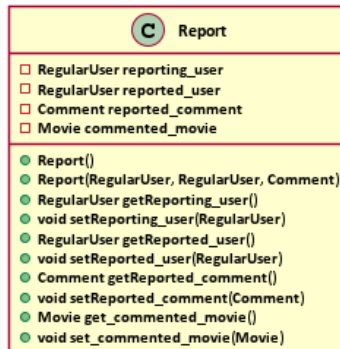 C Report
RegularUser reporting_user
RegularUser reported_user
Comment reported_comment
Movie commented_movie
Report()
Report(RegularUser, RegularUser, Comment)
RegularUser getReporting_user()
void setReporting_user(RegularUser)
RegularUser getReported_user()
void setReported_user(RegularUser)
Comment getReported_comment()
void setReported_comment(Comment)
Movie get_commented_movie()
void set_commented_movie(Movie)